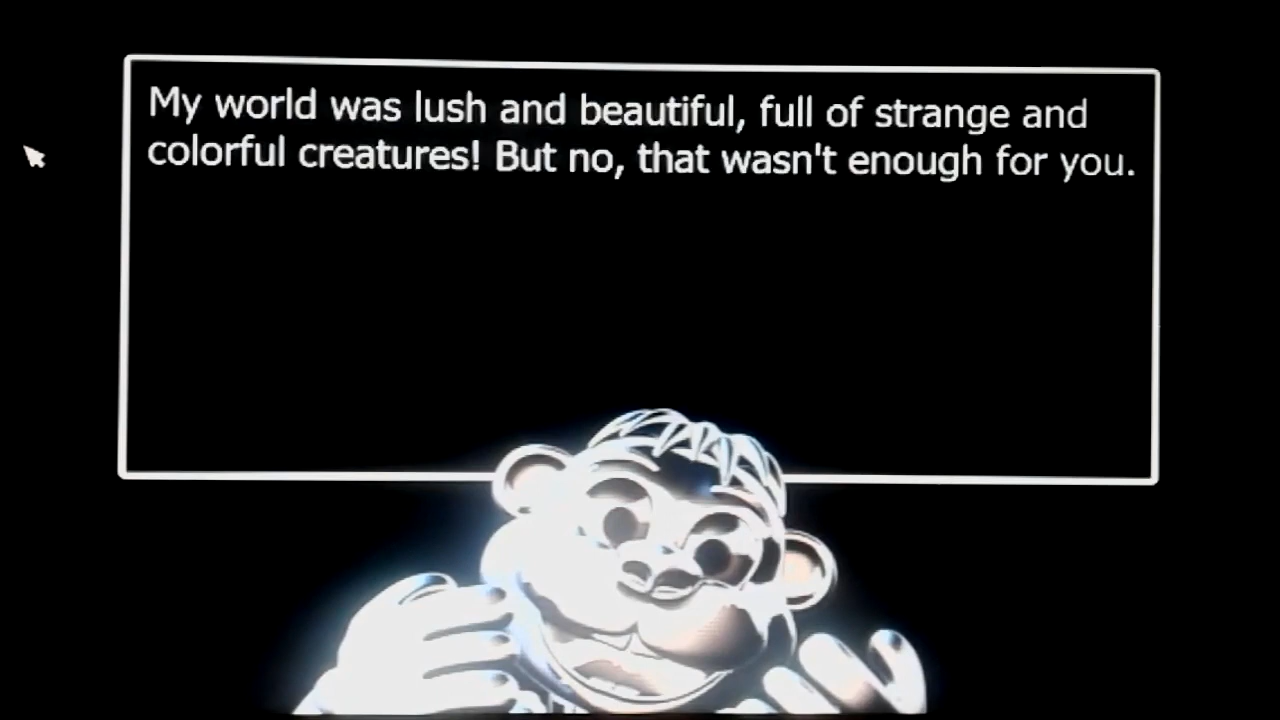 My world was lush and beautiful, full of strange and
colorful creatures! But no, that wasn't enough for you.